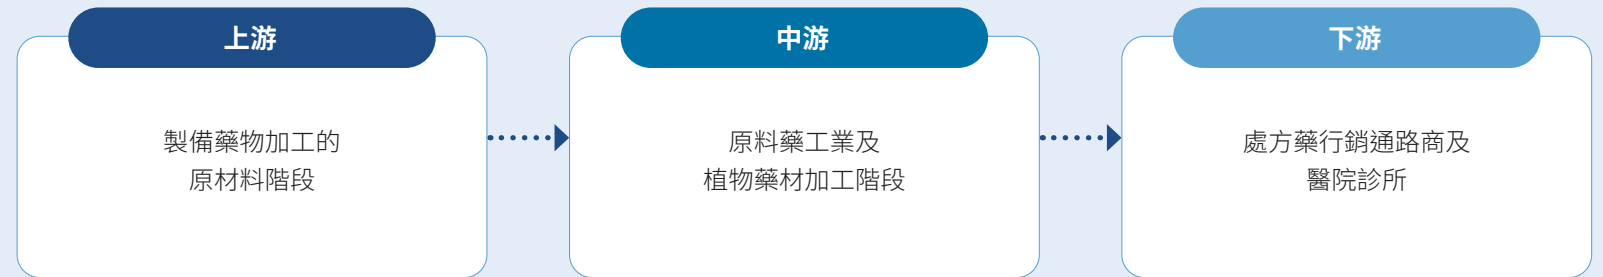 上游
製備藥物加工的
原材料階段
中游
原料藥工業及
植物藥材加工階段
下游
處方藥行銷通路商及
醫院診所